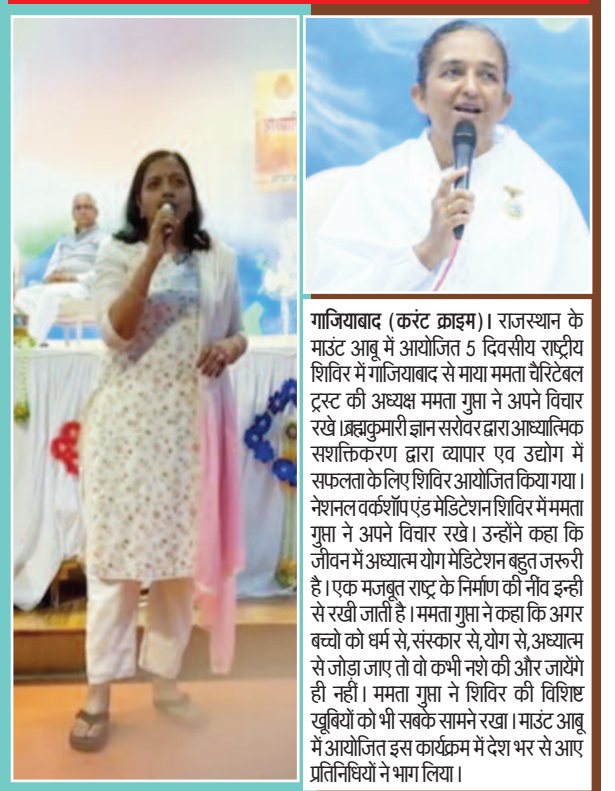 गाजियाबाद (करंट क्राइम)। राजस्थान के
माउंट आबू में आयोजित 5 दिवसीय राष्ट्रीय
शिविर में गाजियाबाद से माया ममता चैरिटेबल
ट्रस्ट की अध्यक्ष ममता गुप्ता ने अपने विचार
रखे।ब्रह्मकुमारी ज्ञान सरोवर द्वारा आध्यात्मिक
सशक्तिकरण द्वारा व्यापार एव उद्योग में
सफलता के लिए शिविर आयोजित किया गया।
नेशनल वर्कशॉप एंड मेडिटेशन शिविर में ममता
गुप्ता ने अपने विचार रखे। उन्होंने कहा कि
जीवन में अध्यात्म योग मेडिटेशन बहुत जरूरी
है। एक मजबूत राष्ट्र के निर्माण की नींव इन्ही
से रखी जाती है। ममता गुप्ता ने कहा कि अगर
बच्चो को धर्म से, संस्कार से, योग से, अध्यात्म
से जोड़ा जाए तो वो कभी नशे की और जायेंगे
ही नहीं। ममता गुप्ता ने शिविर की विशिष्ट
खूबियों को भी सबके सामने रखा। माउंट आबू
में आयोजित इस कार्यक्रम में देश भर से आए
प्रतिनिधियों ने भाग लिया।